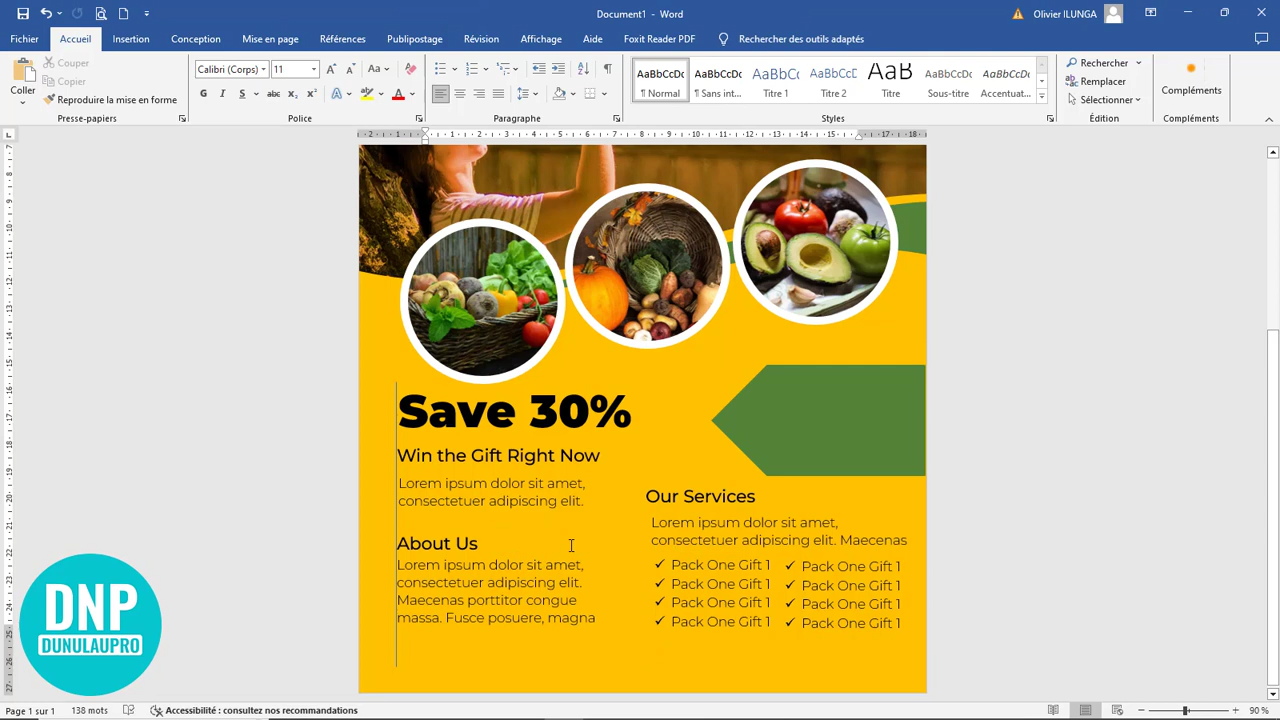 Document1 - Word
Olivier ILUNGA
Fichier
Accueil
Insertion
Conception
Mise en page
Références
Publipostage
Révision
Affichage
Aide
Foxit Reader PDF
Rechercher des outils adaptés
Coller
Couper
Copier
Reproduire la mise en forme
Presse-papiers
Calibri (Corps)
11
Police
Paragraphe
AaBbCcDc
¶ Normal
AaBbCcDc
¶ Sans int...
AaBbCc
Titre 1
AaBbCcC
Titre 2
AaB
Titre
AaBbCcD
Sous-titre
AaBbCcDc
Accentuat...
Styles
Rechercher
Remplacer
Sélectionner
Édition
Compléments
Compléments
Save 30%
Win the Gift Right Now
Lorem ipsum dolor sit amet,
consectetuer adipiscing elit.
About Us
Lorem ipsum dolor sit amet,
consectetuer adipiscing elit.
Maecenas porttitor congue
massa. Fusce posuere, magna
Our Services
Lorem ipsum dolor sit amet,
consectetuer adipiscing elit. Maecenas
✓ Pack One Gift 1
✓ Pack One Gift 1
✓ Pack One Gift 1
✓ Pack One Gift 1
✓ Pack One Gift 1
✓ Pack One Gift 1
✓ Pack One Gift 1
✓ Pack One Gift 1
DNP
DUNULAUPRO
Page 1 sur 1
138 mots
Accessibilité : consultez nos recommandations
90 %